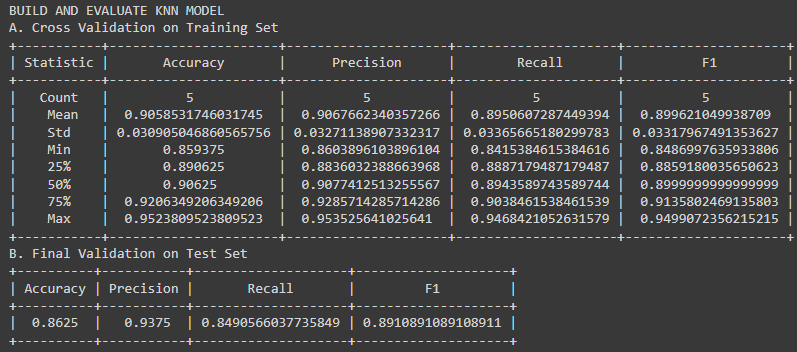 BUILD AND EVALUATE KNN MODEL
A. Cross Validation on Training Set
+-----------+----------------------+---------------------+---------------------+---------------------+
| Statistic | Accuracy | Precision | Recall | F1 |
+-----------+----------------------+---------------------+---------------------+---------------------+
| Count | 5 | 5 | 5 | 5 |
| Mean | 0.9058531746031745 | 0.9067662340357266 | 0.8950607287449394 | 0.899621049938709 |
| Std | 0.030905046860565756 | 0.03271138907332317 | 0.03365665180299783 | 0.03317967491353627 |
| Min | 0.859375 | 0.8603896103896104 | 0.8415384615384616 | 0.8486997635933806 |
| 25% | 0.890625 | 0.8836032388663968 | 0.8887179487179487 | 0.8859180035650623 |
| 50% | 0.90625 | 0.9077412513255567 | 0.8943589743589744 | 0.8999999999999999 |
| 75% | 0.9206349206349206 | 0.9285714285714286 | 0.9038461538461539 | 0.9135802469135803 |
| Max | 0.9523809523809523 | 0.953525641025641 | 0.9468421052631579 | 0.9499072356215215 |
+-----------+----------------------+---------------------+---------------------+---------------------+
B. Final Validation on Test Set
+----------+-----------+--------------------+--------------------+
| Accuracy | Precision | Recall | F1 |
+----------+-----------+--------------------+--------------------+
| 0.8625 | 0.9375 | 0.8490566037735849 | 0.8910891089108911 |
+----------+-----------+--------------------+--------------------+